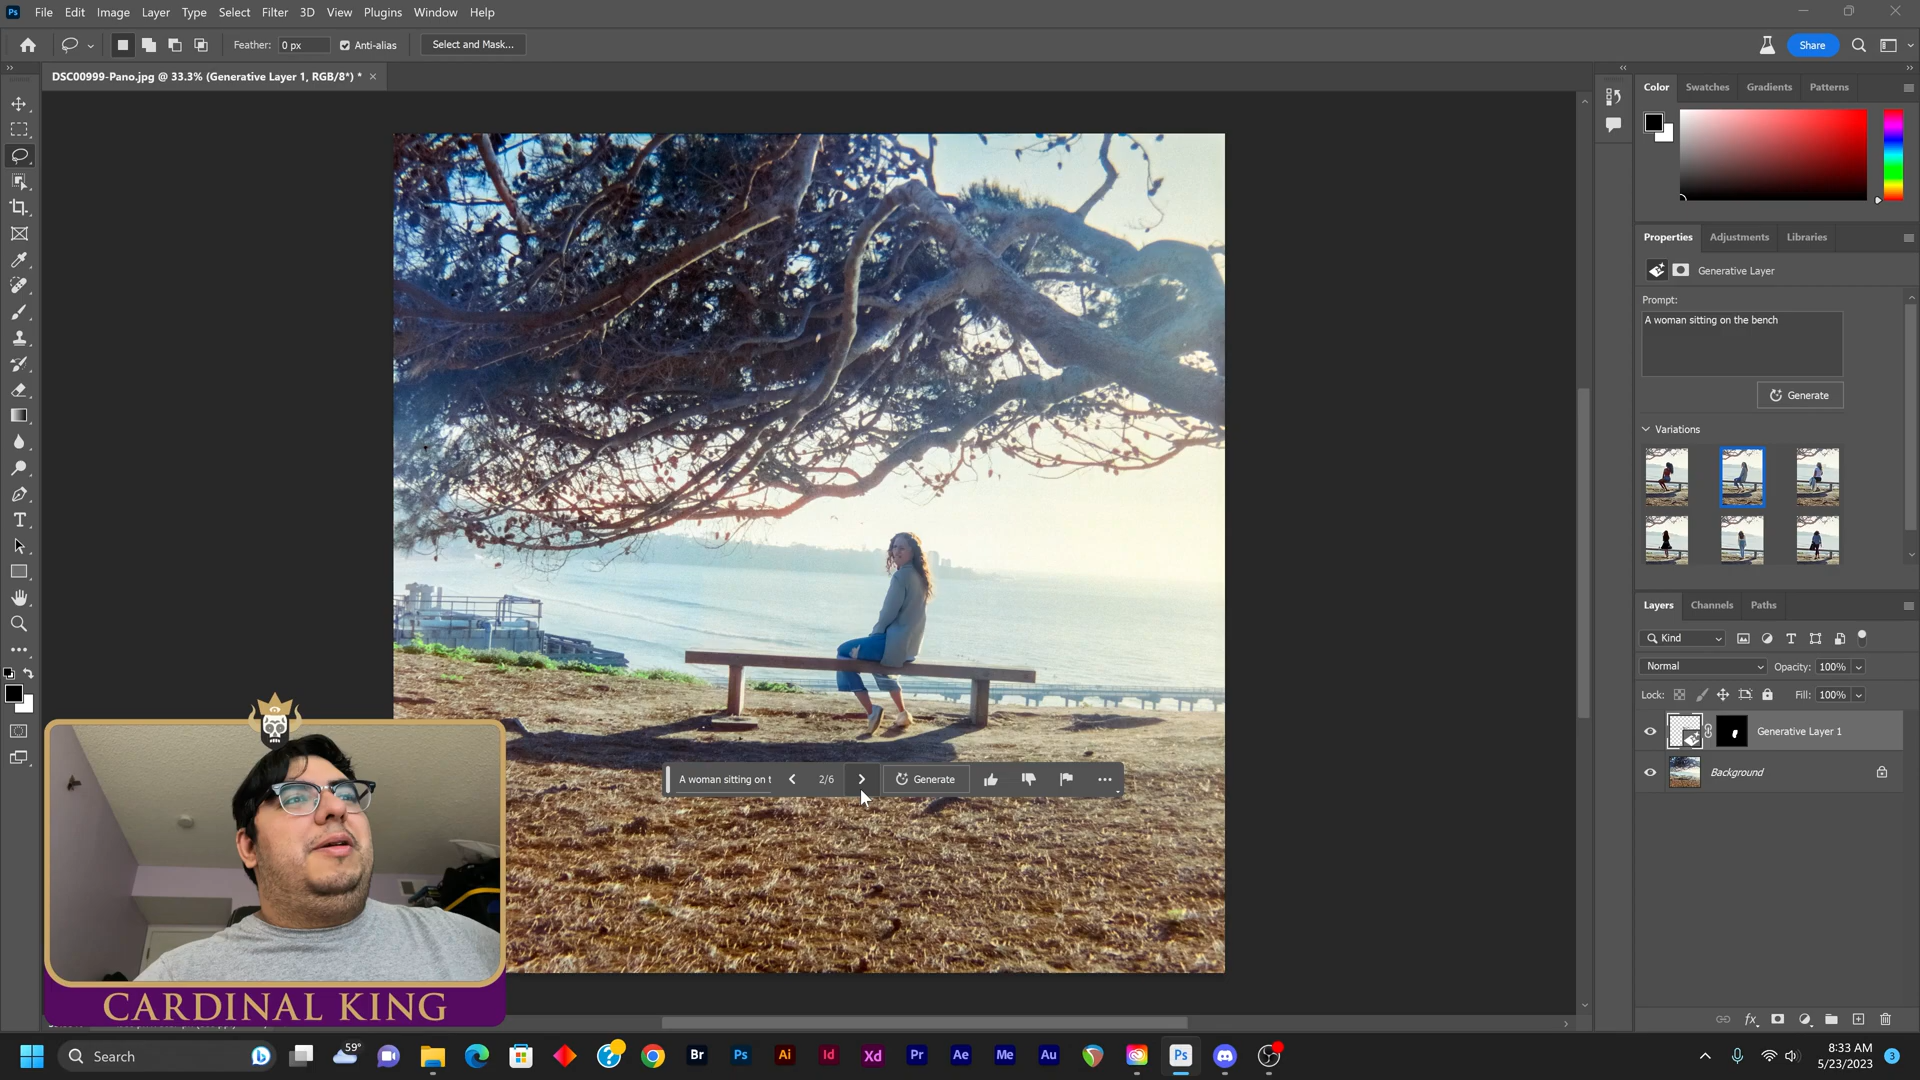 Ps File Edit Image Layer Type Select Filter 3D View Plugins Window Help
Feather: 0 px Anti-alias Select and Mask... Share
DSC00999-Pano.jpg @ 33.3% (Generative Layer 1, RGB/8*) *
Color Swatches Gradients Patterns
Properties Adjustments Libraries
Generative Layer
Prompt:
A woman sitting on the bench
Generate
Variations
Layers Channels Paths
Kind
Normal Opacity: 100%
Lock: Fill: 100%
Generative Layer 1
Background
A woman sitting on t 2/6 Generate
CARDINAL KING
Search 59° Br Ps Ai Id Xd Pr Ae Me Au Ps
8:33 AM
5/23/2023 3